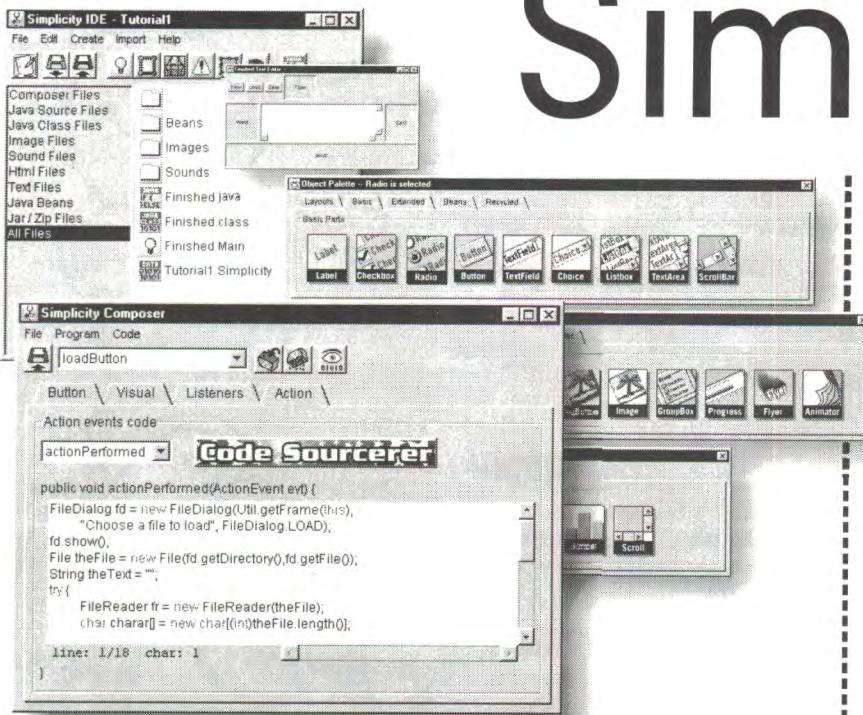 Sim
Simplicity IDE - Tutorial1
File Edit Create Import Help
Composer Files
Java Source Files
Java Class Files
Image Files
Sound Files
Html Files
Text Files
Java Beans
Jar / Zip Files
All Files
Beans
Images
Sounds
Finished java
Finished class
Finished Main
Tutorial1 Simplicity
Finished Text Editor
Object Palette -- Radio is selected
Layouts \ Basic \ Extended \ Beans \ Recycled \
Basic Parts
Label Checkbox Radio Button TextField Choice Listbox TextArea ScrollBar
Image GroupBox Progress Flyer Animator
Scroll
Simplicity Composer
File Program Code
loadButton
Button \ Visual \ Listeners \ Action \
Action events code
actionPerformed Code Sourcerer
public void actionPerformed(ActionEvent evt) {
FileDialog fd = new FileDialog(Util.getFrame(this),
"Choose a file to load", FileDialog.LOAD);
fd.show();
File theFile = new File(fd.getDirectory(),fd.getFile());
String theText = "";
try {
FileReader fr = new FileReader(theFile);
char charar[] = new char[(int)theFile.length()];
line: 1/18 char: 1
}